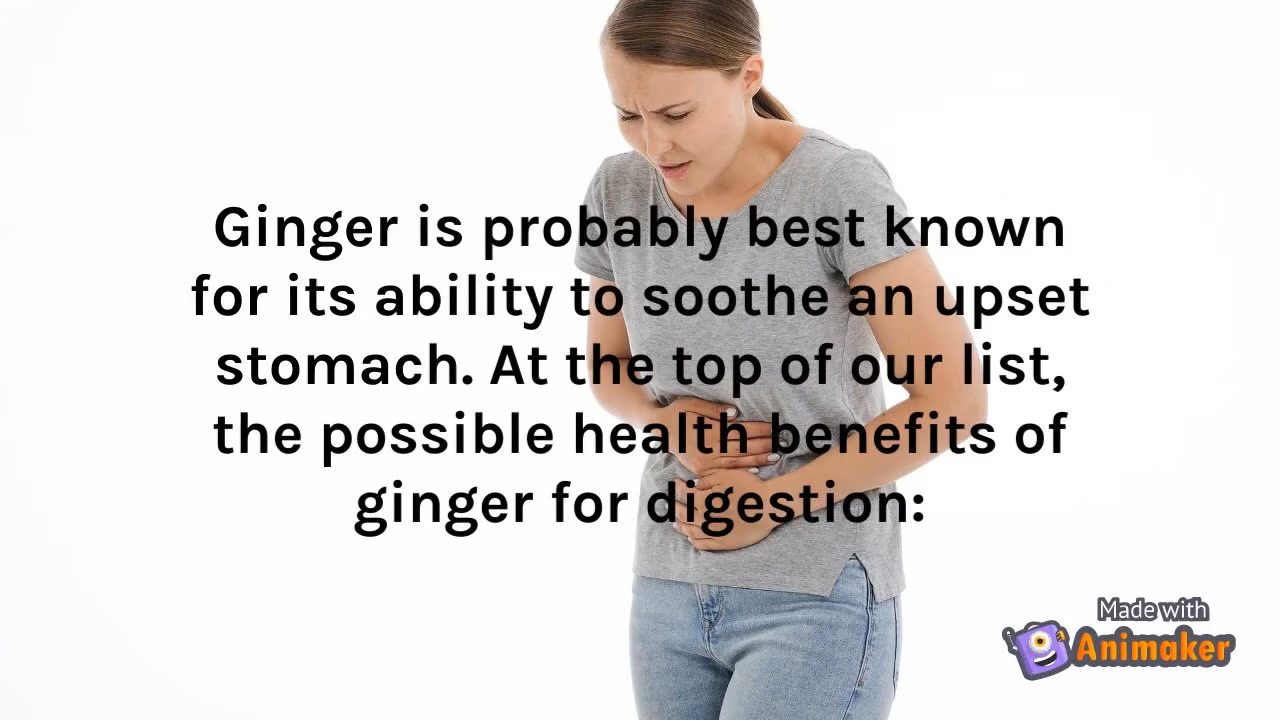 Ginger is probably best known
for its ability to soothe an upset
stomach. At the top of our list,
the possible health benefits of
ginger for digestion:
Made with
Animaker